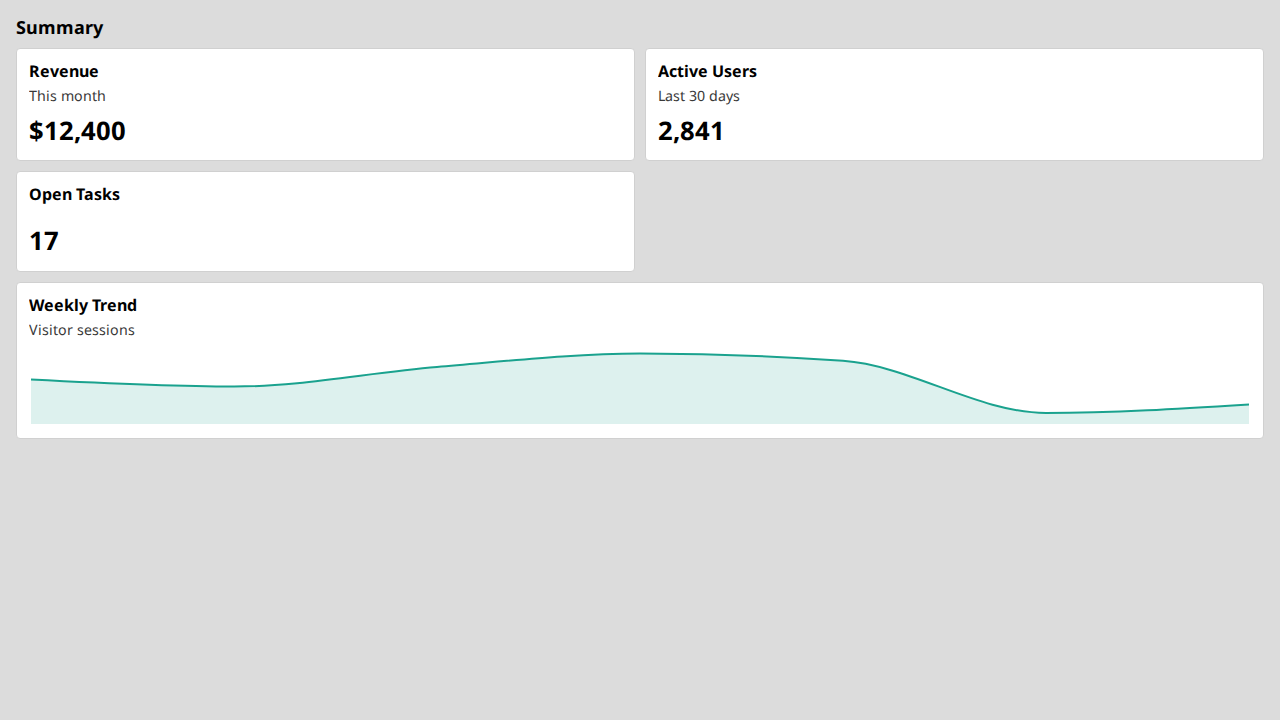 Summary
Revenue
This month
$12,400
Active Users
Last 30 days
2,841
Open Tasks
17
Weekly Trend
Visitor sessions